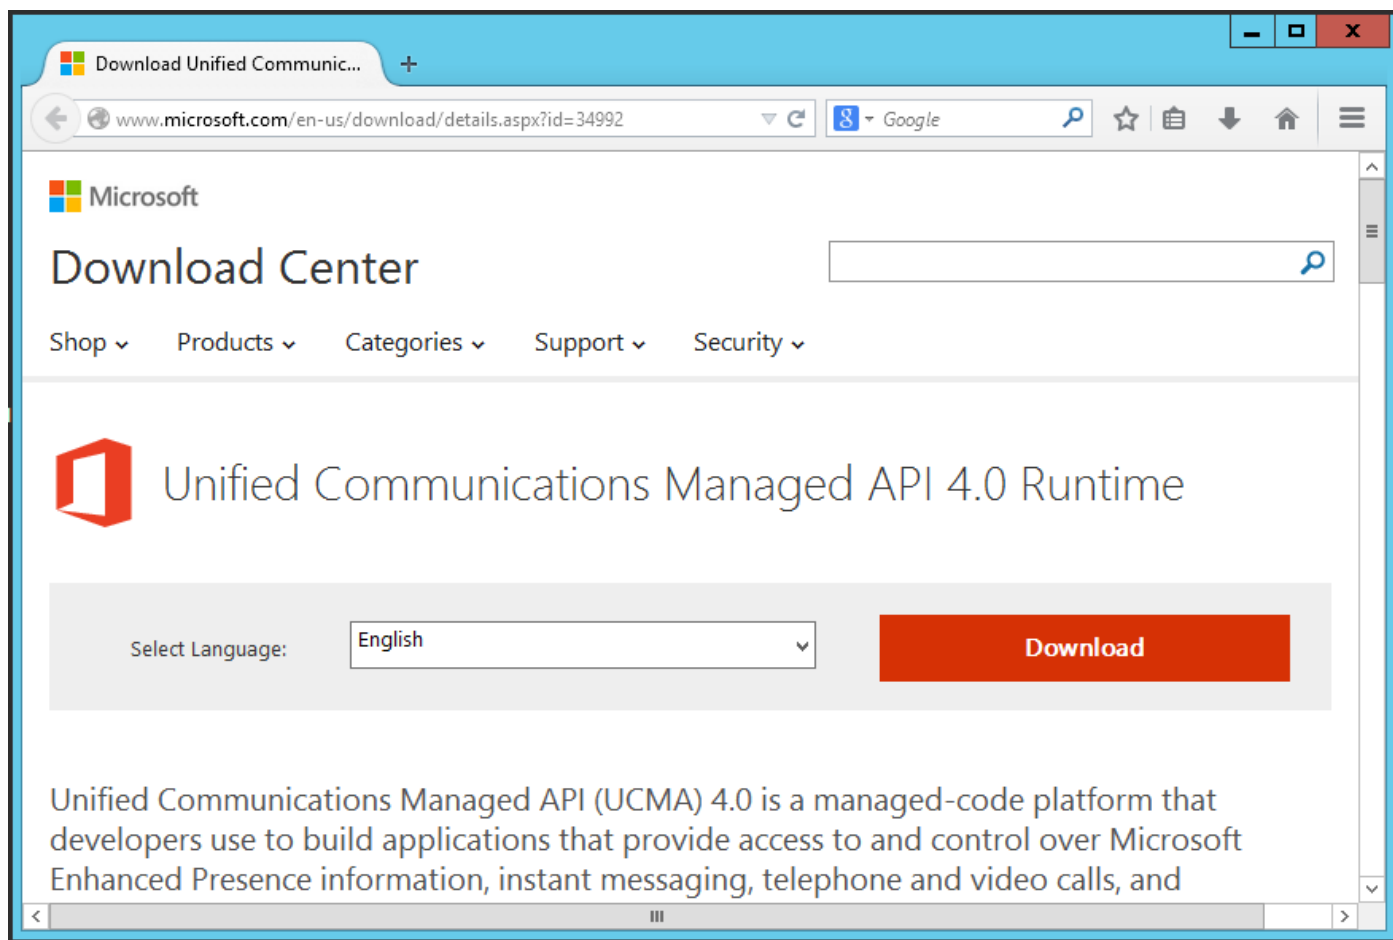 Download Unified Communic...
www.microsoft.com/en-us/download/details.aspx?id=34992
8 Google
Microsoft
Download Center
Shop Products Categories Support Security
Unified Communications Managed API 4.0 Runtime
Select Language: English Download
Unified Communications Managed API (UCMA) 4.0 is a managed-code platform that
developers use to build applications that provide access to and control over Microsoft
Enhanced Presence information, instant messaging, telephone and video calls, and